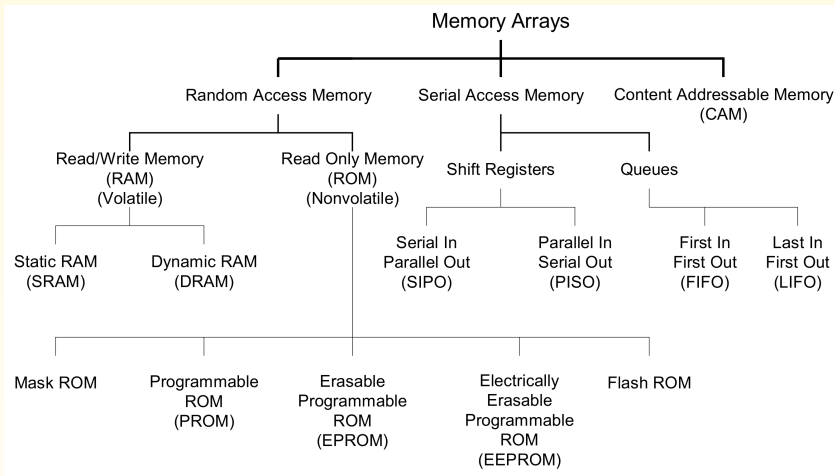 Memory Arrays
Random Access Memory
Serial Access Memory
Content Addressable Memory
(CAM)
Read/Write Memory
(RAM)
(Volatile)
Read Only Memory
(ROM)
(Nonvolatile)
Shift Registers
Queues
Static RAM
(SRAM)
Dynamic RAM
(DRAM)
Serial In
Parallel Out
(SIPO)
Parallel In
Serial Out
(PISO)
First In
First Out
(FIFO)
Last In
First Out
(LIFO)
Mask ROM
Programmable
ROM
(PROM)
Erasable
Programmable
ROM
(EPROM)
Electrically
Erasable
Programmable
ROM
(EEPROM)
Flash ROM